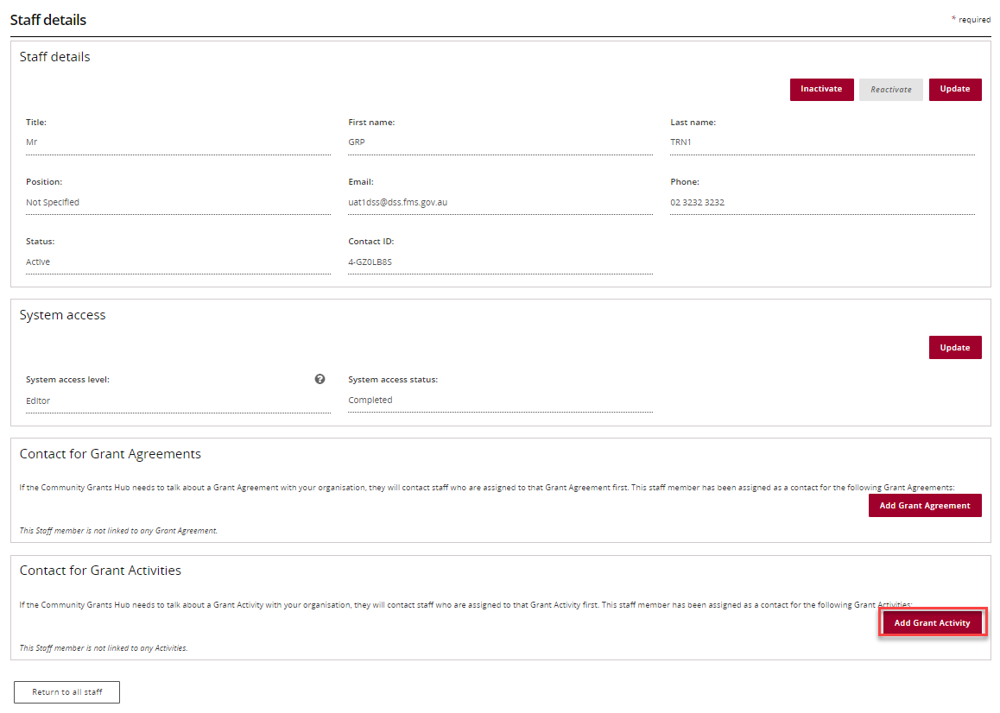 Staff details
* required
Staff details
Inactivate Reactivate Update
Title: First name: Last name:
Mr GRP TRN1
Position: Email: Phone:
Not Specified uat1dss@dss.fms.gov.au 02 3232 3232
Status: Contact ID:
Active 4-GZ0LB8S
System access
Update
System access level: ? System access status:
Editor Completed
Contact for Grant Agreements
If the Community Grants Hub needs to talk about a Grant Agreement with your organisation, they will contact staff who are assigned to that Grant Agreement first. This staff member has been assigned as a contact for the following Grant Agreements:
Add Grant Agreement
This Staff member is not linked to any Grant Agreement.
Contact for Grant Activities
If the Community Grants Hub needs to talk about a Grant Activity with your organisation, they will contact staff who are assigned to that Grant Activity first. This staff member has been assigned as a contact for the following Grant Activities:
Add Grant Activity
This Staff member is not linked to any Activities.
Return to all staff